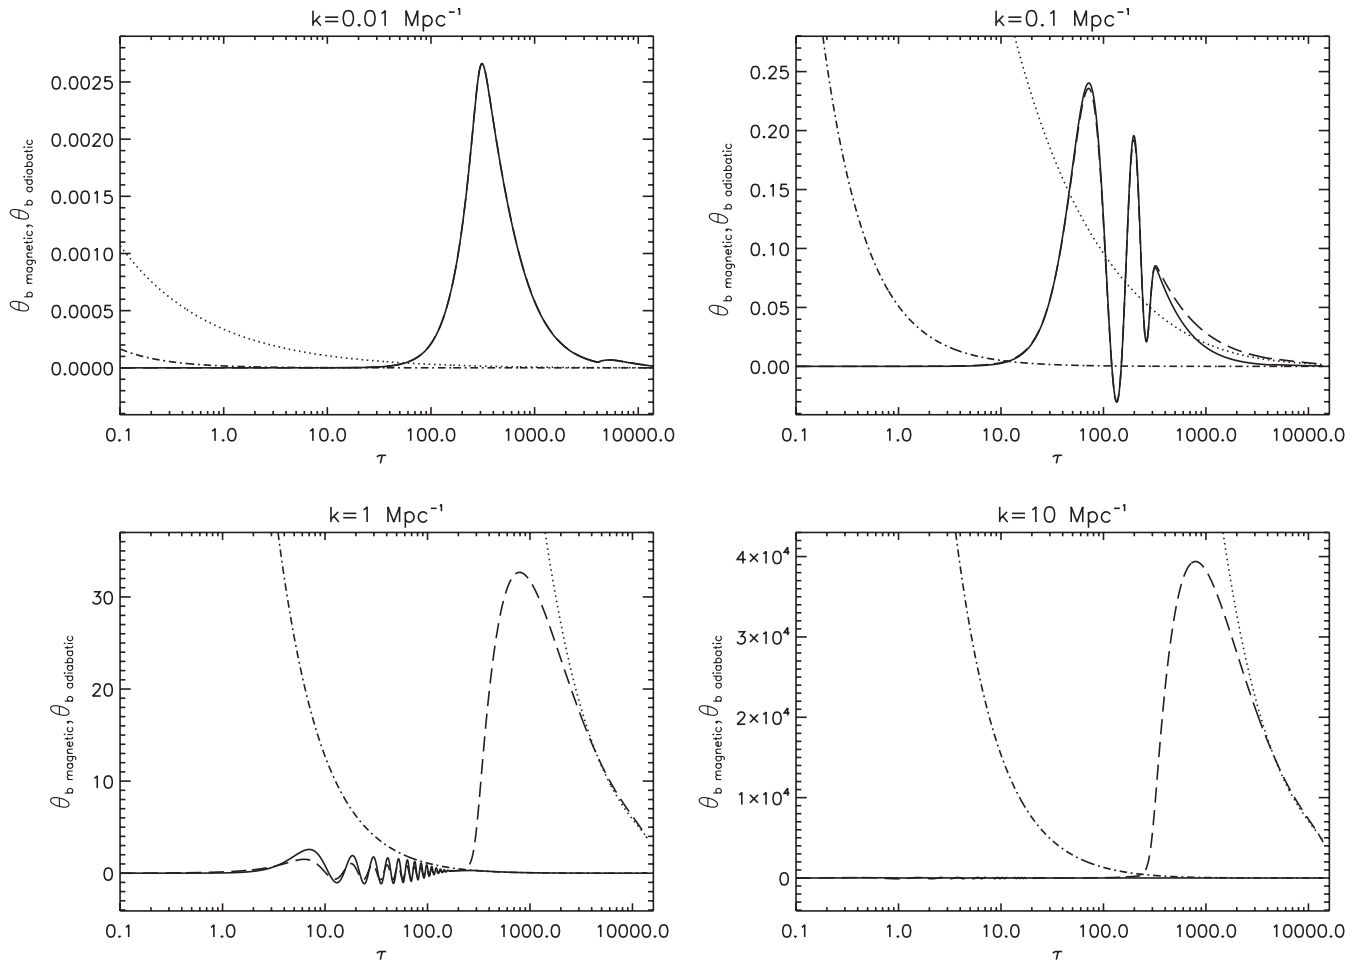 k=0.01 Mpc⁻¹
θb magnetic, θb adiabatic
0.0025
0.0020
0.0015
0.0010
0.0005
0.0000
0.1 1.0 10.0 100.0 1000.0 10000.0
τ
k=0.1 Mpc⁻¹
θb magnetic, θb adiabatic
0.25
0.20
0.15
0.10
0.05
0.00
0.1 1.0 10.0 100.0 1000.0 10000.0
τ
k=1 Mpc⁻¹
θb magnetic, θb adiabatic
30
20
10
0
0.1 1.0 10.0 100.0 1000.0 10000.0
τ
k=10 Mpc⁻¹
θb magnetic, θb adiabatic
4×10⁴
3×10⁴
2×10⁴
1×10⁴
0
0.1 1.0 10.0 100.0 1000.0 10000.0
τ